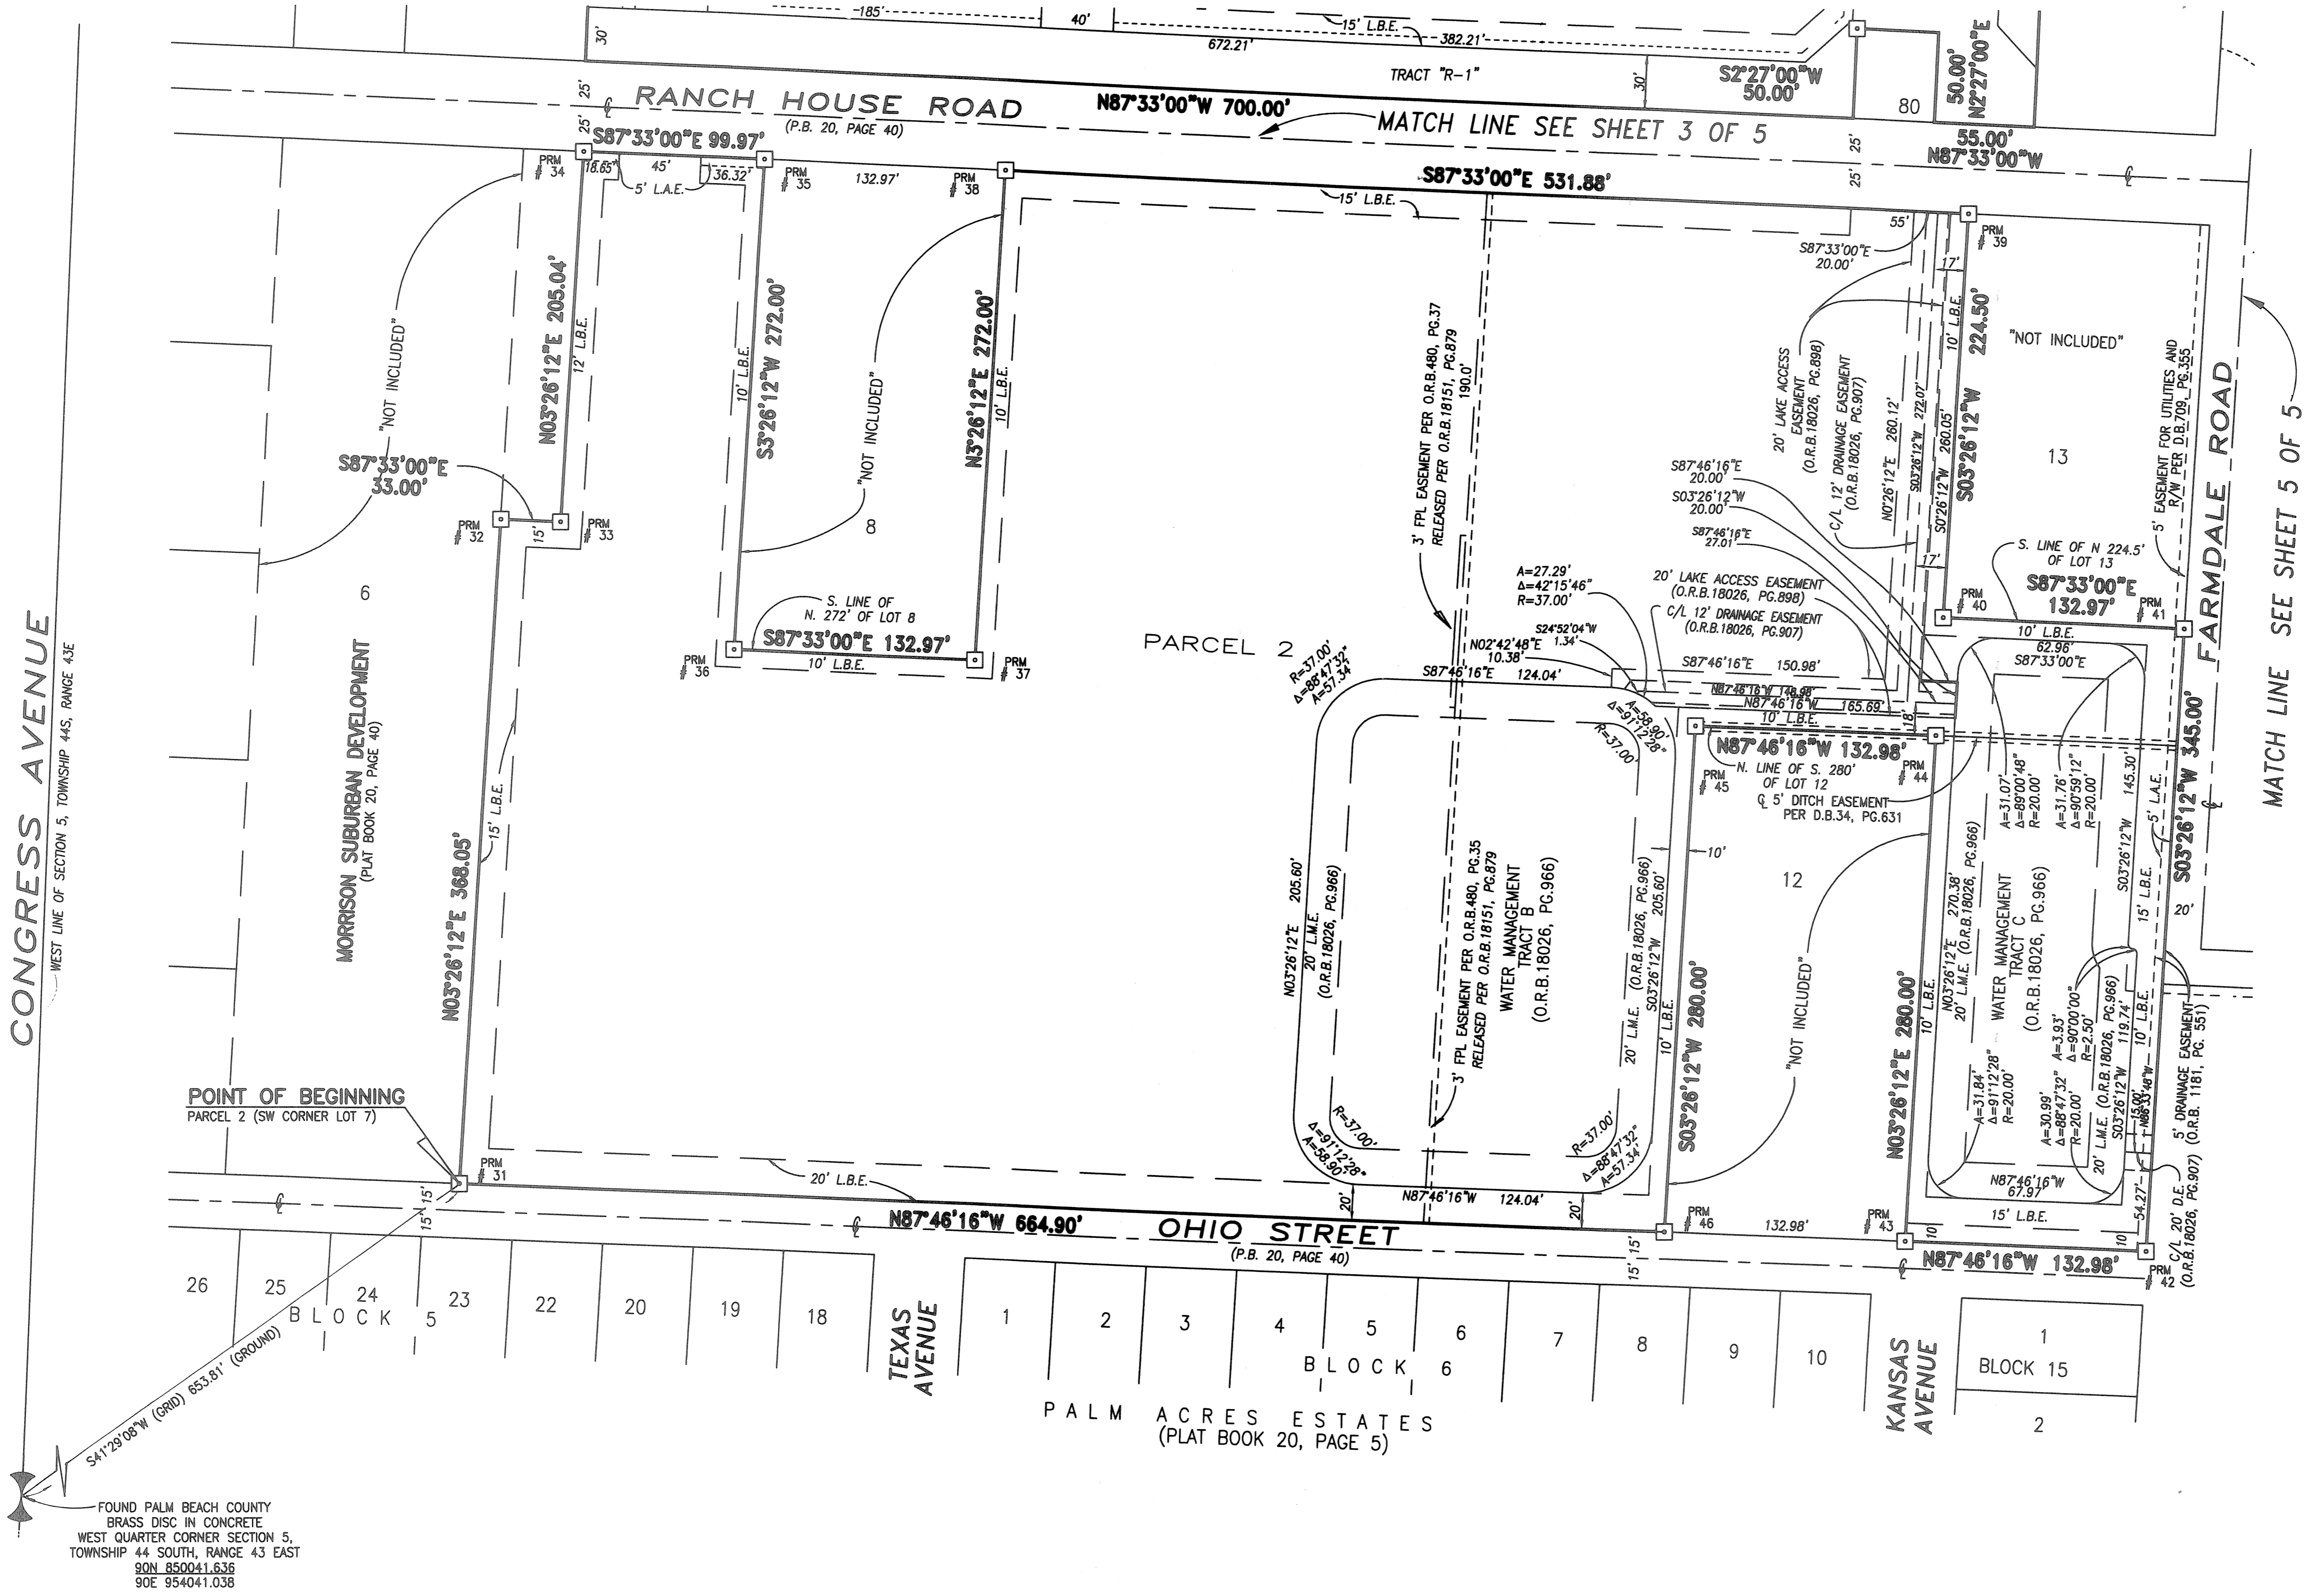 185'
40'
15' L.B.E.
382.21'
672.21'
30'
TRACT "R-1"
30'
S2°27'00"W
50.00'
80
50.00'
N2°27'00"E
25'
25'
RANCH HOUSE ROAD
(P.B. 20, PAGE 40)
N87°33'00"W 700.00'
MATCH LINE SEE SHEET 3 OF 5
25'
25'
55.00'
N87°33'00"W
S87°33'00"E 99.97'
PRM
34
18.65'
45'
5' L.A.E.
36.32'
PRM
35
132.97'
PRM
38
S87°33'00"E 531.88'
15' L.B.E.
55'
S87°33'00"E
20.00'
17'
PRM
39
"NOT INCLUDED"
N03°26'12"E 205.04'
12' L.B.E.
10' L.B.E.
S3°26'12"W 272.00'
"NOT INCLUDED"
8
N3°26'12"E 272.00'
10' L.B.E.
3' FPL EASEMENT PER O.R.B.480, PG.37
RELEASED PER O.R.B.18151, PG.879
190.0'
20' LAKE ACCESS
EASEMENT
(O.R.B.18026, PG.898)
C/L 12' DRAINAGE EASEMENT
(O.R.B.18026, PG.907)
N0°26'12"E 260.12'
S03°26'12"W 272.07'
S0°26'12"W 260.05'
10' L.B.E.
S03°26'12"W 224.50'
"NOT INCLUDED"
13
5' EASEMENT FOR UTILITIES AND
R/W PER D.B.709, PG.355
FARMDALE ROAD
MATCH LINE SEE SHEET 5 OF 5
S87°33'00"E
33.00'
PRM
32
15'
PRM
33
6
MORRISON SUBURBAN DEVELOPMENT
(PLAT BOOK 20, PAGE 40)
CONGRESS AVENUE
WEST LINE OF SECTION 5, TOWNSHIP 44S, RANGE 43E
S. LINE OF
N. 272' OF LOT 8
S87°33'00"E 132.97'
10' L.B.E.
PRM
36
PRM
37
PARCEL 2
S87°46'16"E
20.00'
S03°26'12"W
20.00'
S87°46'16"E
27.01'
17'
A=27.29'
Δ=42°15'46"
R=37.00'
20' LAKE ACCESS EASEMENT
(O.R.B.18026, PG.898)
C/L 12' DRAINAGE EASEMENT
(O.R.B.18026, PG.907)
S24°52'04"W
1.34'
N02°42'48"E
10.38'
S87°46'16"E 150.98'
S87°46'16"E 124.04'
R=37.00'
Δ=88°47'32"
A=57.34'
N87°46'16"W
N87°46'16"W 165.69'
10' L.B.E.
18'
A=58.90'
Δ=91°12'28"
R=37.00'
N87°46'16"W 132.98'
N. LINE OF S. 280'
OF LOT 12
PRM
45
PRM
44
℄ 5' DITCH EASEMENT
PER D.B.34, PG.631
S. LINE OF N 224.5'
OF LOT 13
S87°33'00"E
132.97'
PRM
40
PRM
41
10' L.B.E.
62.96'
S87°33'00"E
A=31.07'
Δ=89°00'48"
R=20.00'
A=31.76'
Δ=90°59'12"
R=20.00'
145.30'
S03°26'12"W
5' L.A.E.
15' L.B.E.
S03°26'12"W 345.00'
20'
N03°26'12"E 368.05'
15' L.B.E.
N03°26'12"E 205.60'
20' L.M.E.
(O.R.B.18026, PG.966)
3' FPL EASEMENT PER O.R.B.480, PG.35
RELEASED PER O.R.B.18151, PG.879
WATER MANAGEMENT
TRACT B
(O.R.B.18026, PG.966)
20' L.M.E. (O.R.B.18026, PG.966)
S03°26'12"W 205.60'
10' L.B.E.
10'
S03°26'12"W 280.00'
12
"NOT INCLUDED"
N03°26'12"E 280.00'
10' L.B.E.
N03°26'12"E 270.38'
20' L.M.E. (O.R.B.18026, PG.966)
WATER MANAGEMENT
TRACT C
(O.R.B.18026, PG.966)
A=31.84'
Δ=91°12'28"
R=20.00'
A=3.93'
Δ=90°00'00"
R=2.50'
A=30.99'
Δ=88°47'32"
R=20.00'
20' L.M.E. (O.R.B.18026, PG.966)
S03°26'12"W 119.74'
10' L.B.E.
15.00'
N86°33'48"W
5' DRAINAGE EASEMENT
(O.R.B. 1181, PG. 551)
C/L 20' D.E.
(O.R.B.18026, PG.907)
54.27'
R=37.00'
Δ=91°12'28"
A=58.90'
R=37.00'
Δ=88°47'32"
A=57.34'
N87°46'16"W 124.04'
20'
20'
N87°46'16"W
67.97'
15' L.B.E.
10'
10'
POINT OF BEGINNING
PARCEL 2 (SW CORNER LOT 7)
PRM
31
15'
15'
20' L.B.E.
N87°46'16"W 664.90'
OHIO STREET
(P.B. 20, PAGE 40)
15'
15'
PRM
46
132.98'
PRM
43
N87°46'16"W 132.98'
PRM
42
26
25
24
23
22
20
19
18
BLOCK 5
TEXAS
AVENUE
1
2
3
4
5
6
7
8
9
10
BLOCK 6
KANSAS
AVENUE
1
BLOCK 15
2
PALM ACRES ESTATES
(PLAT BOOK 20, PAGE 5)
S41°29'08"W (GRID) 653.81' (GROUND)
FOUND PALM BEACH COUNTY
BRASS DISC IN CONCRETE
WEST QUARTER CORNER SECTION 5,
TOWNSHIP 44 SOUTH, RANGE 43 EAST
90N 850041.636
90E 954041.038